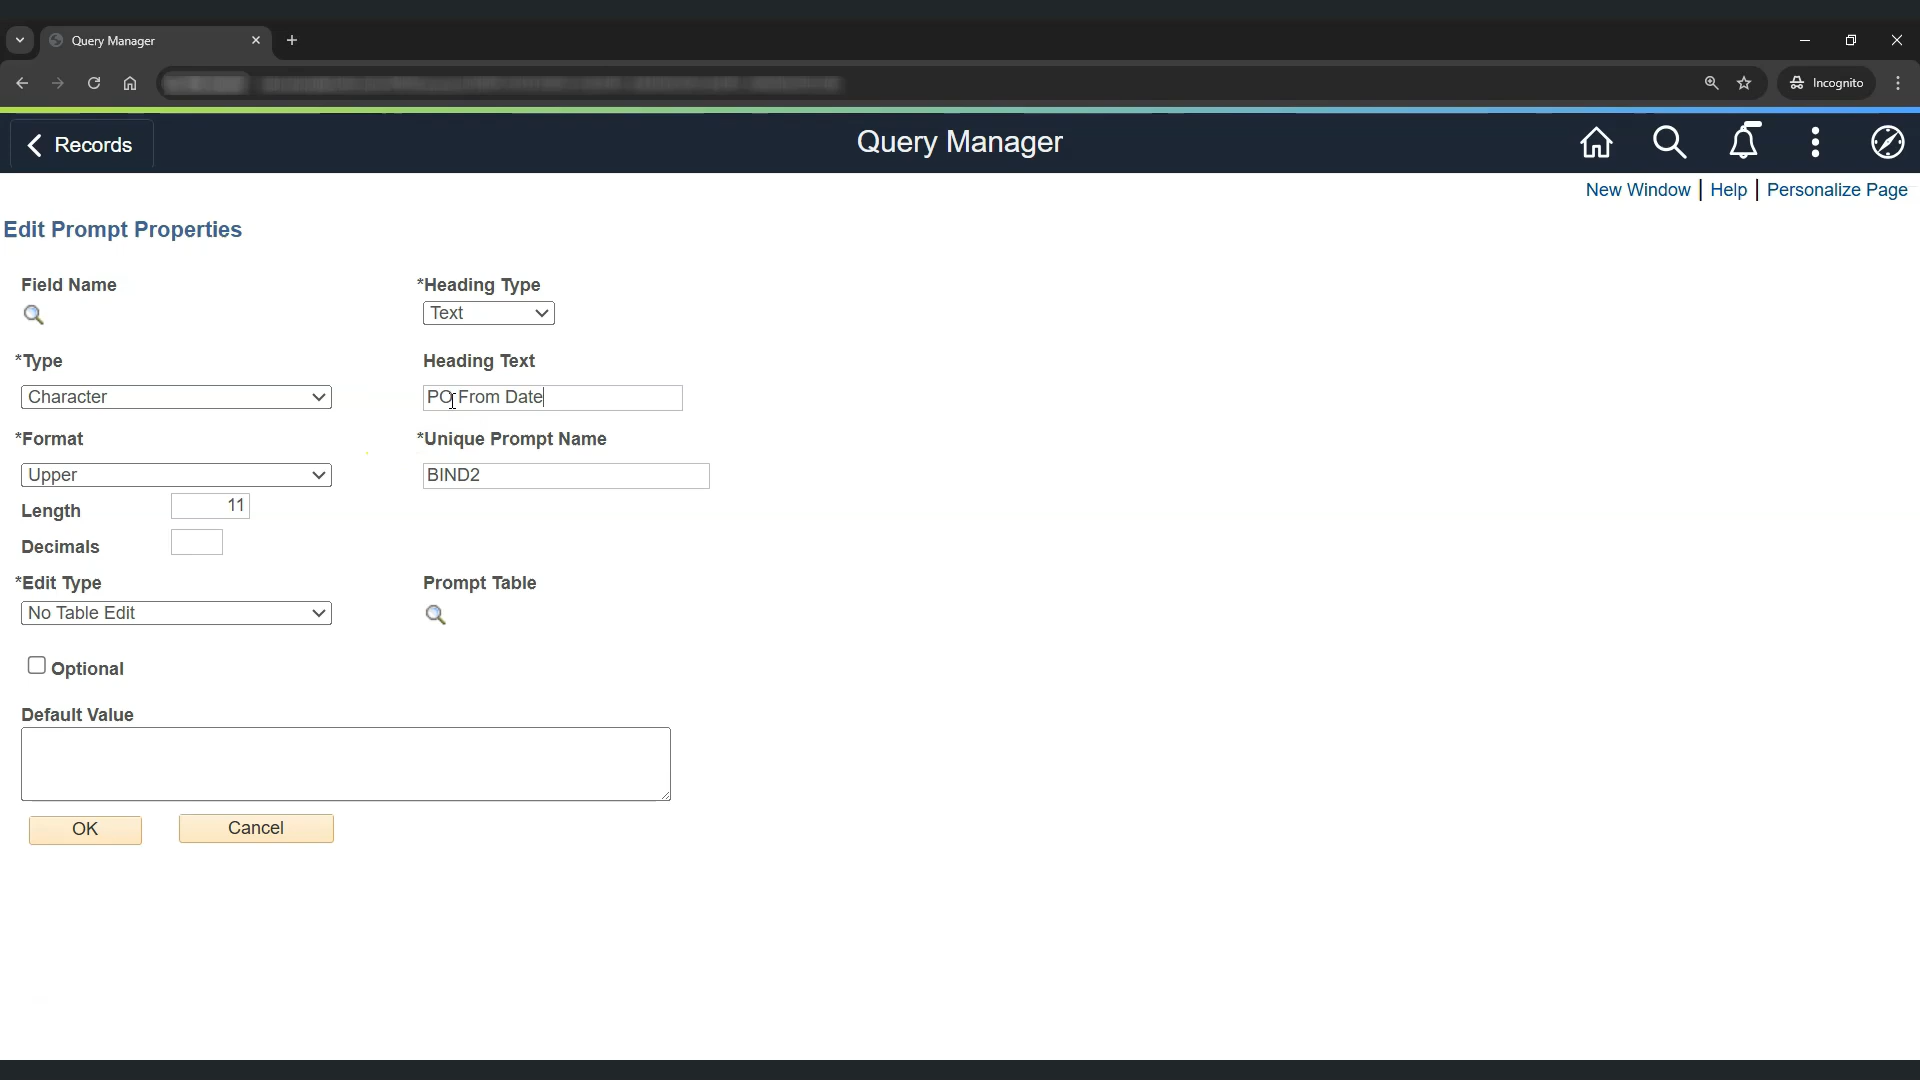 Query Manager
Incognito
Records
Query Manager
New Window | Help | Personalize Page
Edit Prompt Properties
Field Name
*Heading Type
Text
*Type
Heading Text
Character
PO From Date
*Format
*Unique Prompt Name
Upper
BIND2
Length
11
Decimals
*Edit Type
Prompt Table
No Table Edit
Optional
Default Value
OK
Cancel